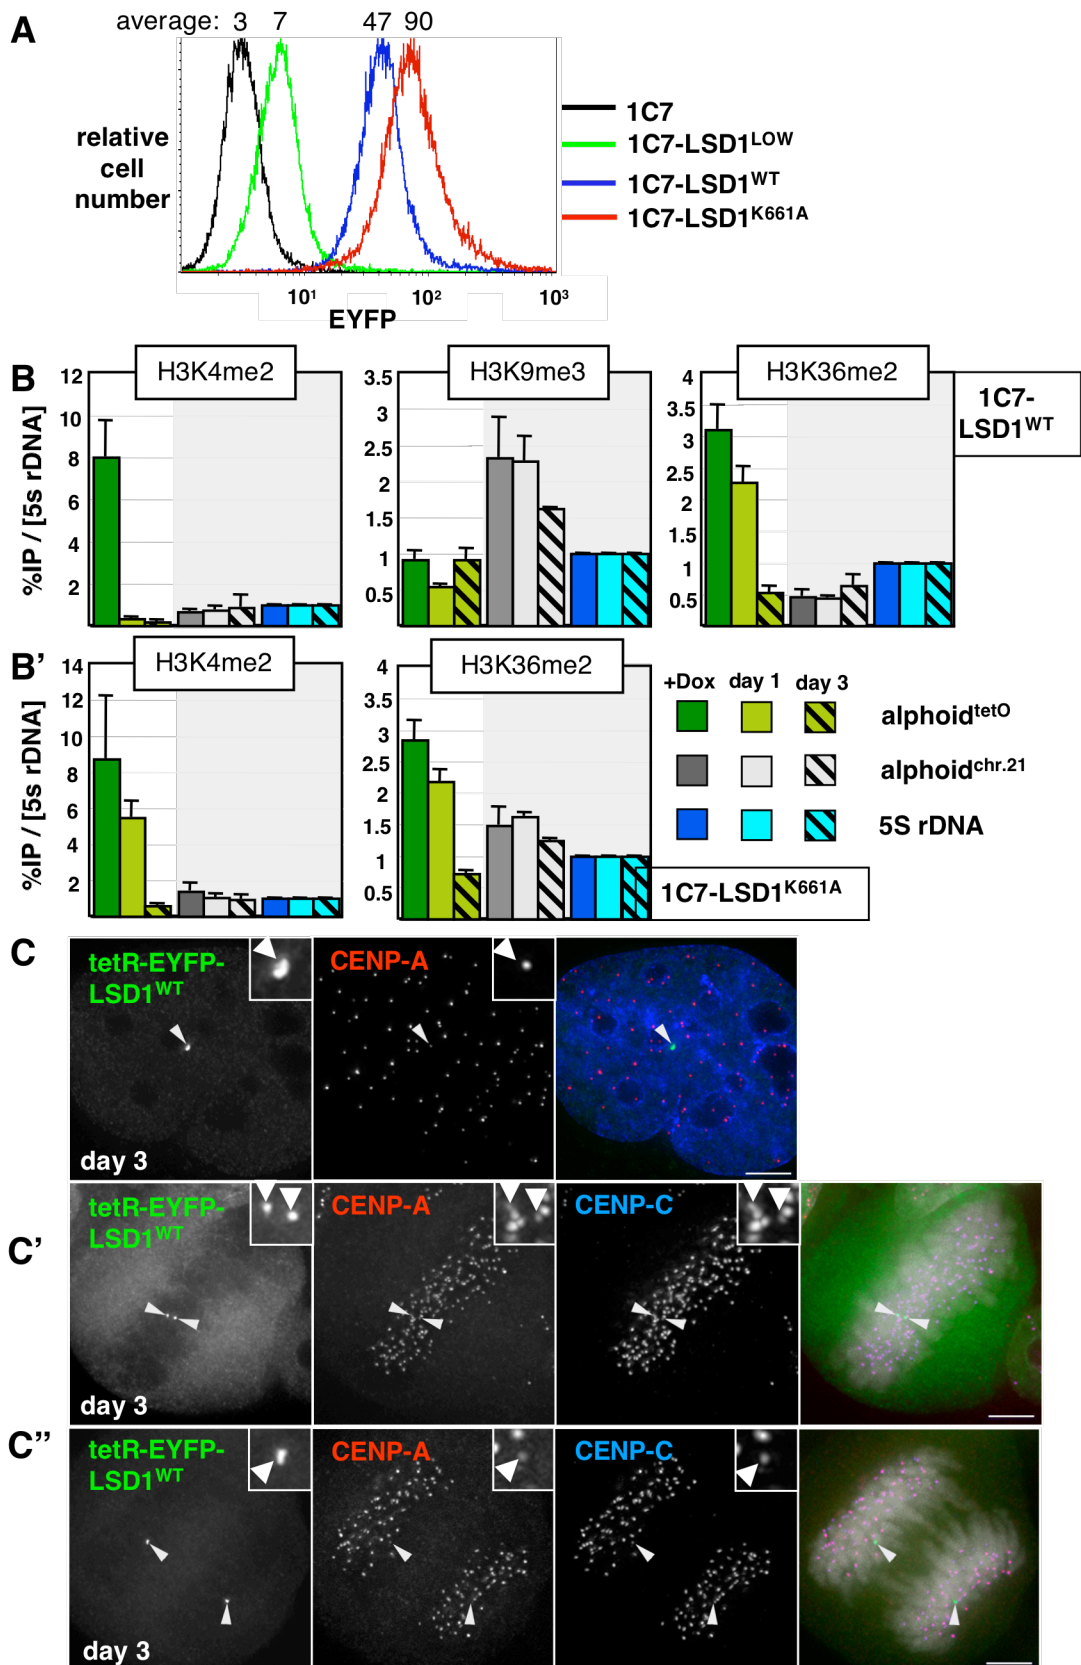 A
average: 3 7 47 90
relative
cell
number
1C7
1C7-LSD1LOW
1C7-LSD1WT
1C7-LSD1K661A
10¹ 10² 10³
EYFP
B
H3K4me2
H3K9me3
H3K36me2
1C7-
LSD1WT
%IP / [5s rDNA]
12
10
8
6
4
2
3.5
3
2.5
2
1.5
1
0.5
4
3.5
3
2.5
2
1.5
1
0.5
B’
H3K4me2
H3K36me2
%IP / [5s rDNA]
14
12
10
8
6
4
2
4
3
2.5
2
1.5
1
0.5
+Dox day 1 day 3
alphoidtetO
alphoidchr.21
5S rDNA
1C7-LSD1K661A
C
tetR-EYFP-
LSD1WT
CENP-A
day 3
C’
tetR-EYFP-
LSD1WT
CENP-A
CENP-C
day 3
C’’
tetR-EYFP-
LSD1WT
CENP-A
CENP-C
day 3